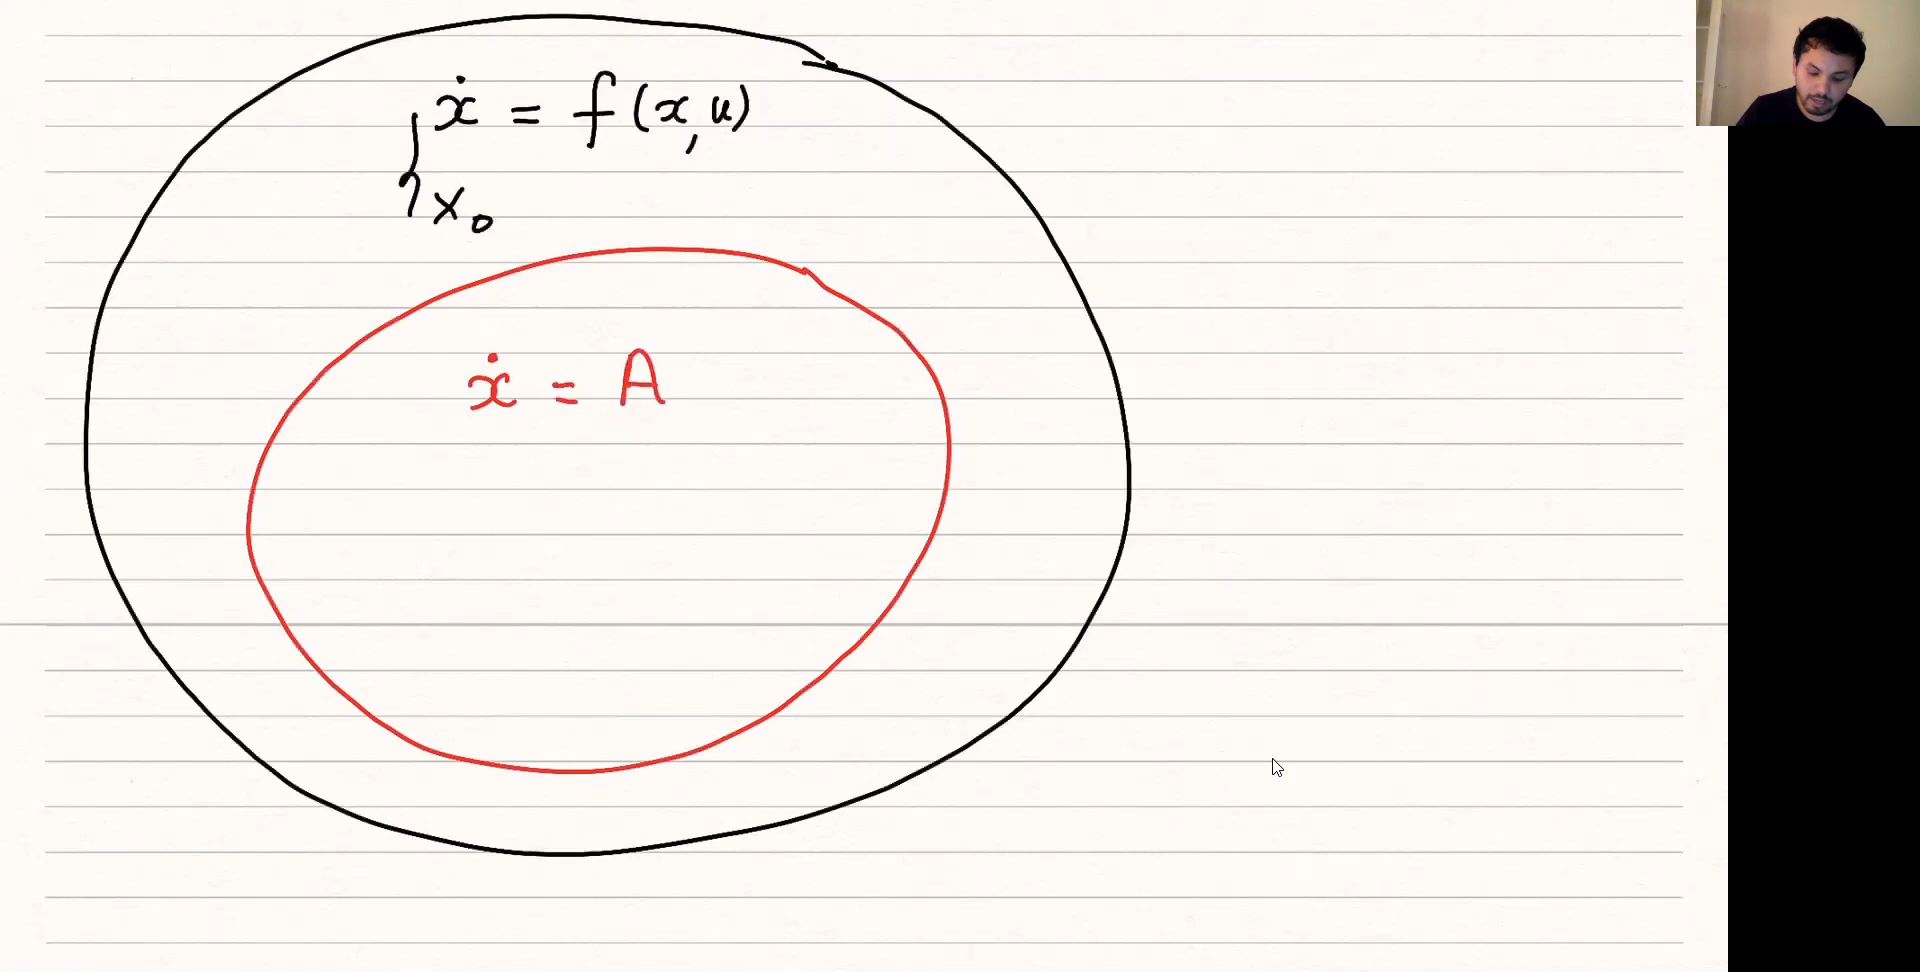 ẋ = f(x, u)
x₀
ẋ = A